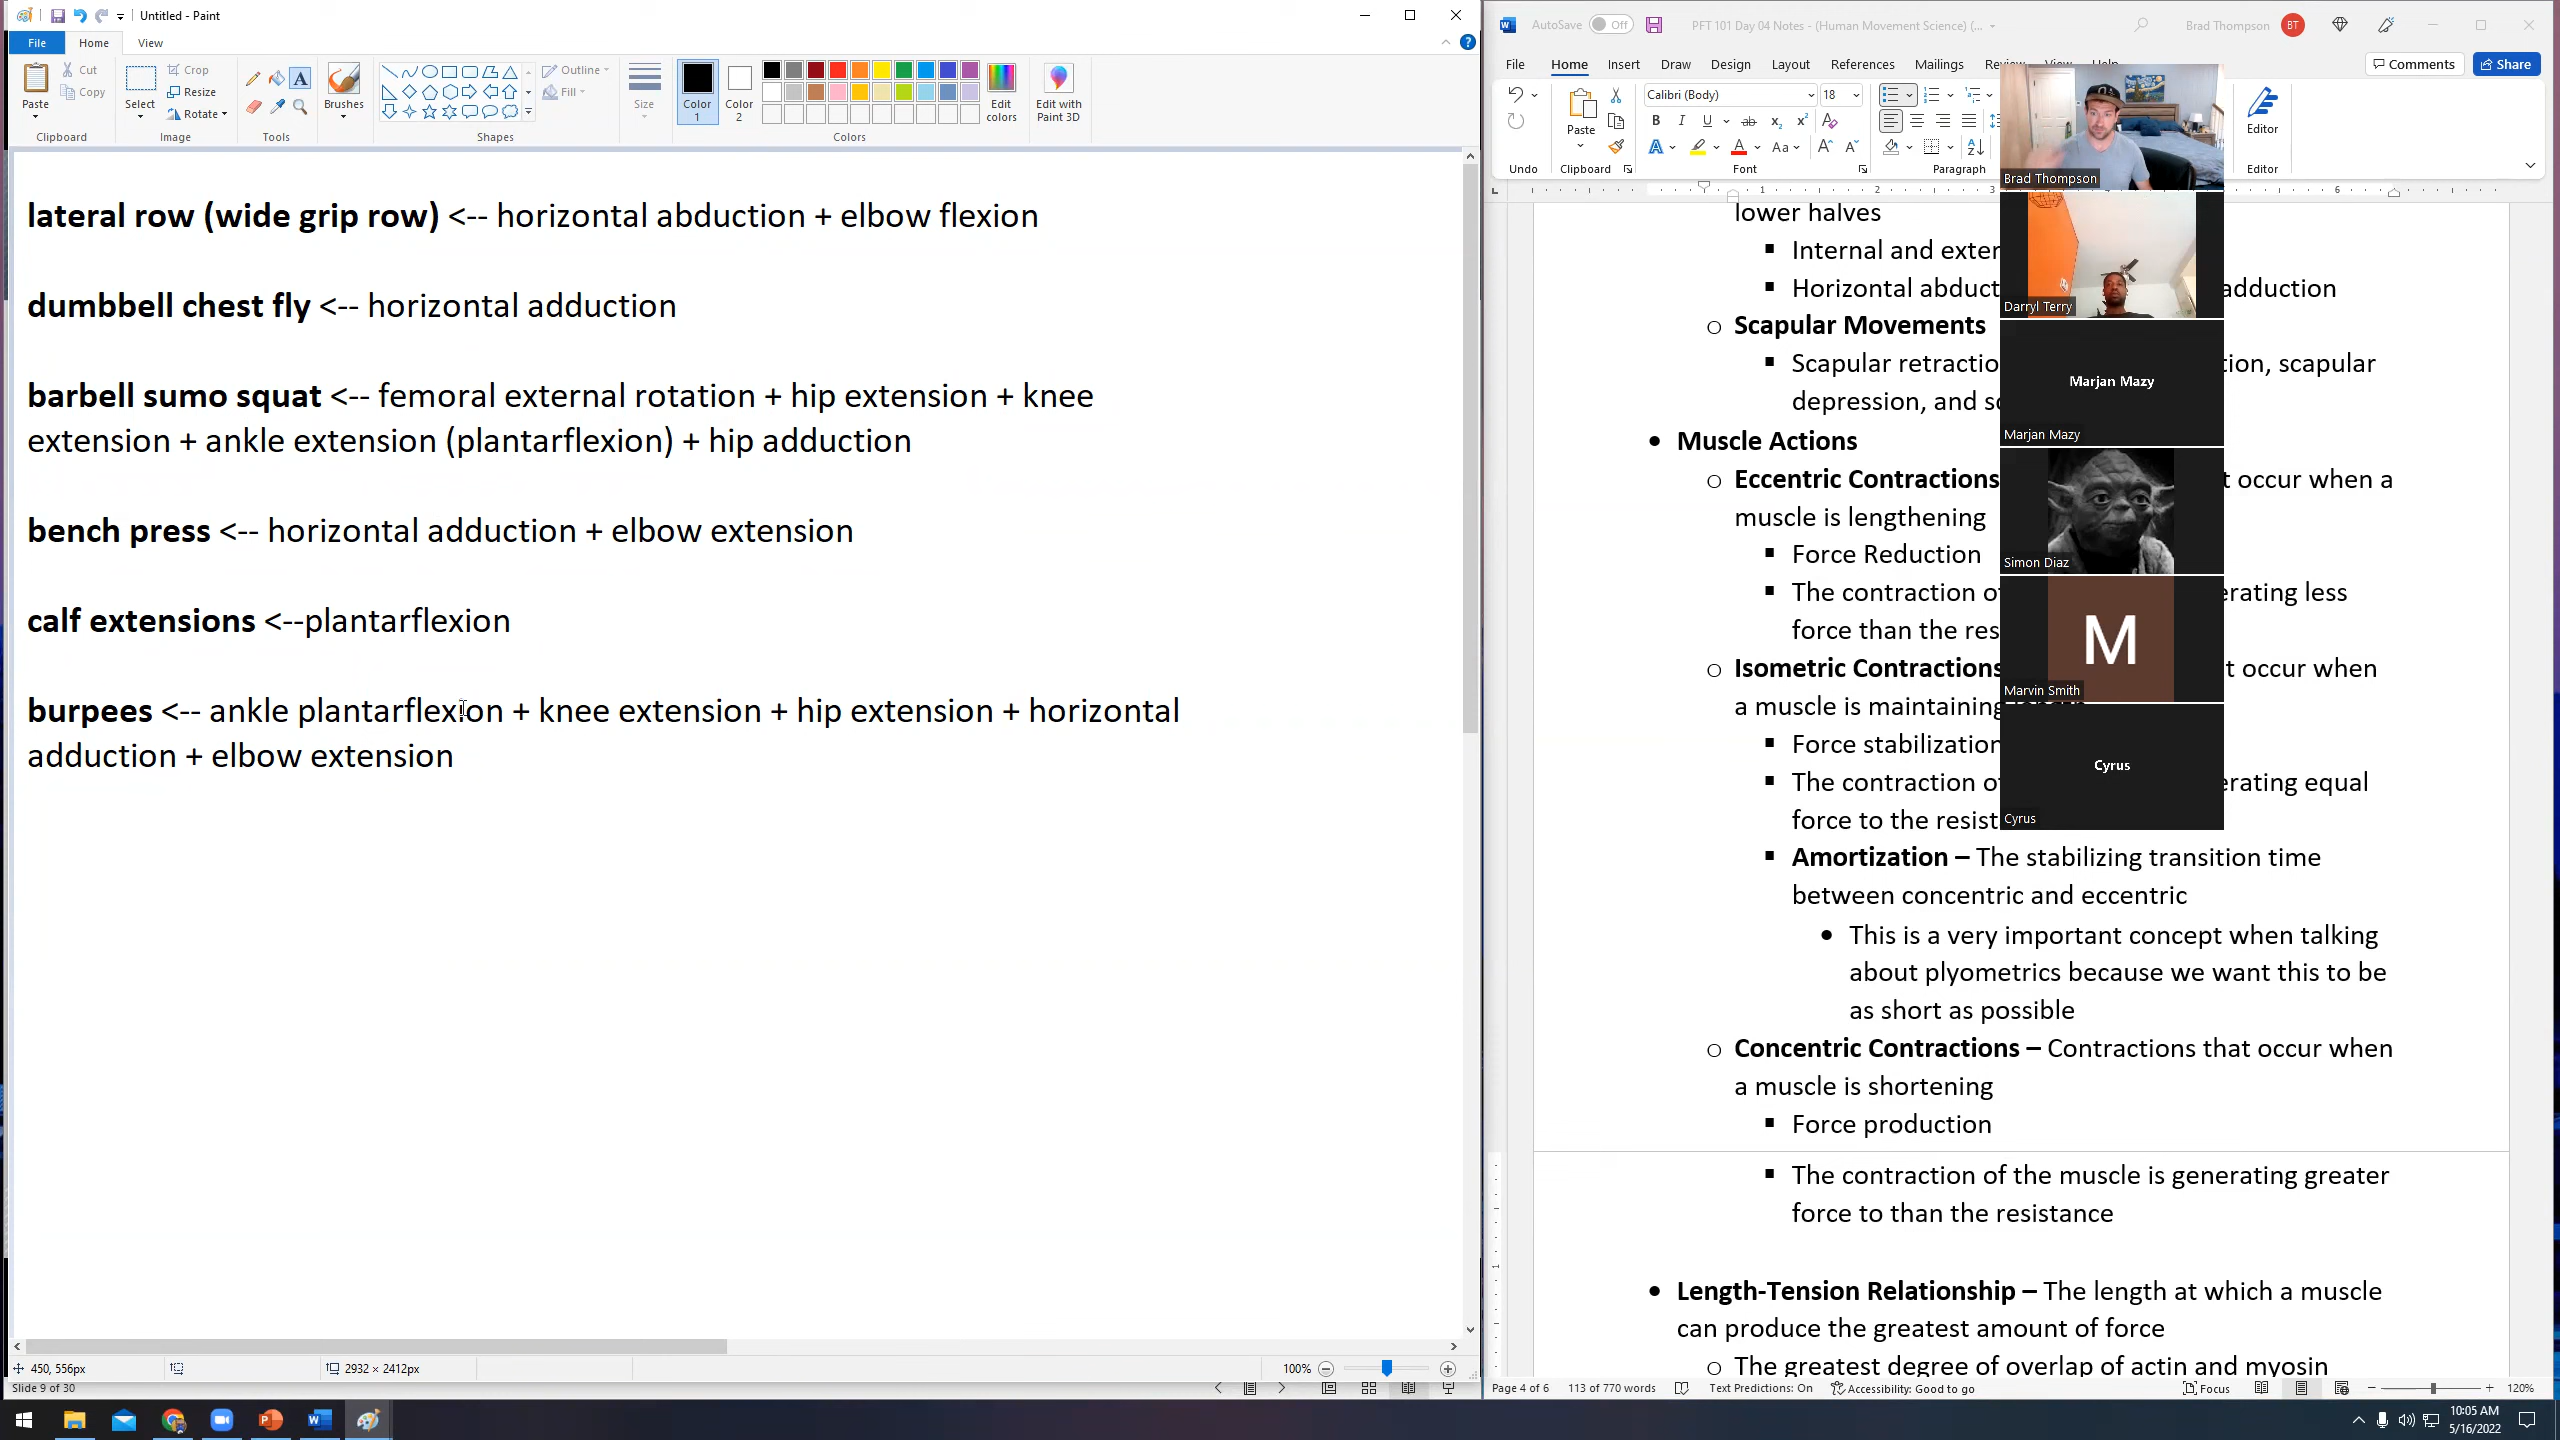 Untitled - Paint
File Home View
Paste
Cut
Copy
Clipboard
Select
Crop
Resize
Rotate
Image
Tools
Brushes
Shapes
Outline
Fill
Size
Color 1
Color 2
Edit colors
Colors
Edit with Paint 3D
lateral row (wide grip row) <-- horizontal abduction + elbow flexion
dumbbell chest fly <-- horizontal adduction
barbell sumo squat <-- femoral external rotation + hip extension + knee
extension + ankle extension (plantarflexion) + hip adduction
bench press <-- horizontal adduction + elbow extension
calf extensions <--plantarflexion
burpees <-- ankle plantarflexion + knee extension + hip extension + horizontal
adduction + elbow extension
450, 556px
2932 × 2412px
100%
Slide 9 of 30
AutoSave Off
PFT 101 Day 04 Notes - (Human Movement Science) (...
Brad Thompson BT
File Home Insert Draw Design Layout References Mailings Review View Help
Comments Share
Undo
Paste
Clipboard
Calibri (Body) 18
Font
Paragraph
Editor
Editor
lower halves
Internal and exter
Horizontal abduct adduction
Scapular Movements
Scapular retractio tion, scapular
depression, and sc
Muscle Actions
Eccentric Contractions t occur when a
muscle is lengthening
Force Reduction
The contraction of erating less
force than the res
Isometric Contractions t occur when
a muscle is maintaining
Force stabilization
The contraction of erating equal
force to the resist
Amortization – The stabilizing transition time
between concentric and eccentric
This is a very important concept when talking
about plyometrics because we want this to be
as short as possible
Concentric Contractions – Contractions that occur when
a muscle is shortening
Force production
The contraction of the muscle is generating greater
force to than the resistance
Length-Tension Relationship – The length at which a muscle
can produce the greatest amount of force
The greatest degree of overlap of actin and myosin
Brad Thompson
Darryl Terry
Marjan Mazy
Marjan Mazy
Simon Diaz
M
Marvin Smith
Cyrus
Cyrus
Page 4 of 6 113 of 770 words Text Predictions: On Accessibility: Good to go Focus 120%
10:05 AM
5/16/2022